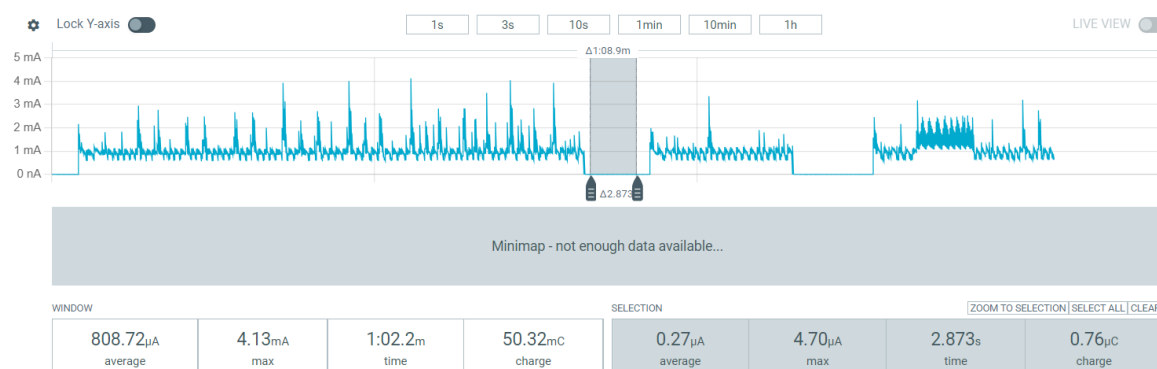 Lock Y-axis 1s 3s 10s 1min 10min 1h LIVE VIEW
Δ1:08.9m
5 mA
4 mA
3 mA
2 mA
1 mA
0 nA
Δ2.873
Minimap - not enough data available...
WINDOW SELECTION ZOOM TO SELECTION SELECT ALL CLEAR
808.72μA 4.13mA 1:02.2m 50.32mC 0.27μA 4.70μA 2.873s 0.76μC
average max time charge average max time charge